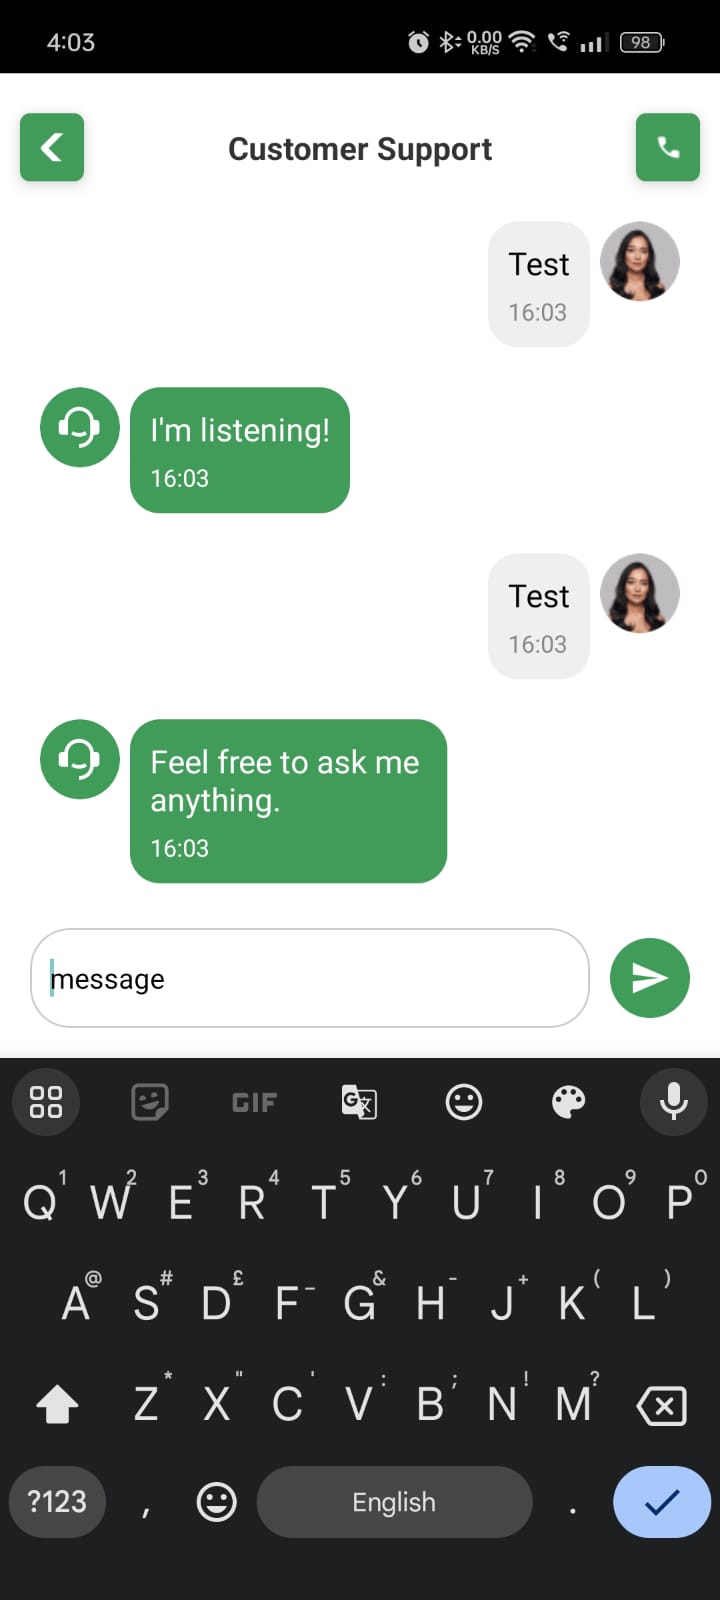 4:03
0.00
KB/S
98
Customer Support
Test
16:03
I'm listening!
16:03
Test
16:03
Feel free to ask me
anything.
16:03
message
GIF
G 文
1 2 3 4 5 6 7 8 9 0
Q W E R T Y U I O P
@ # £ _ & - + ( )
A S D F G H J K L
* " ' : ; ! ?
Z X C V B N M
?123 , English .